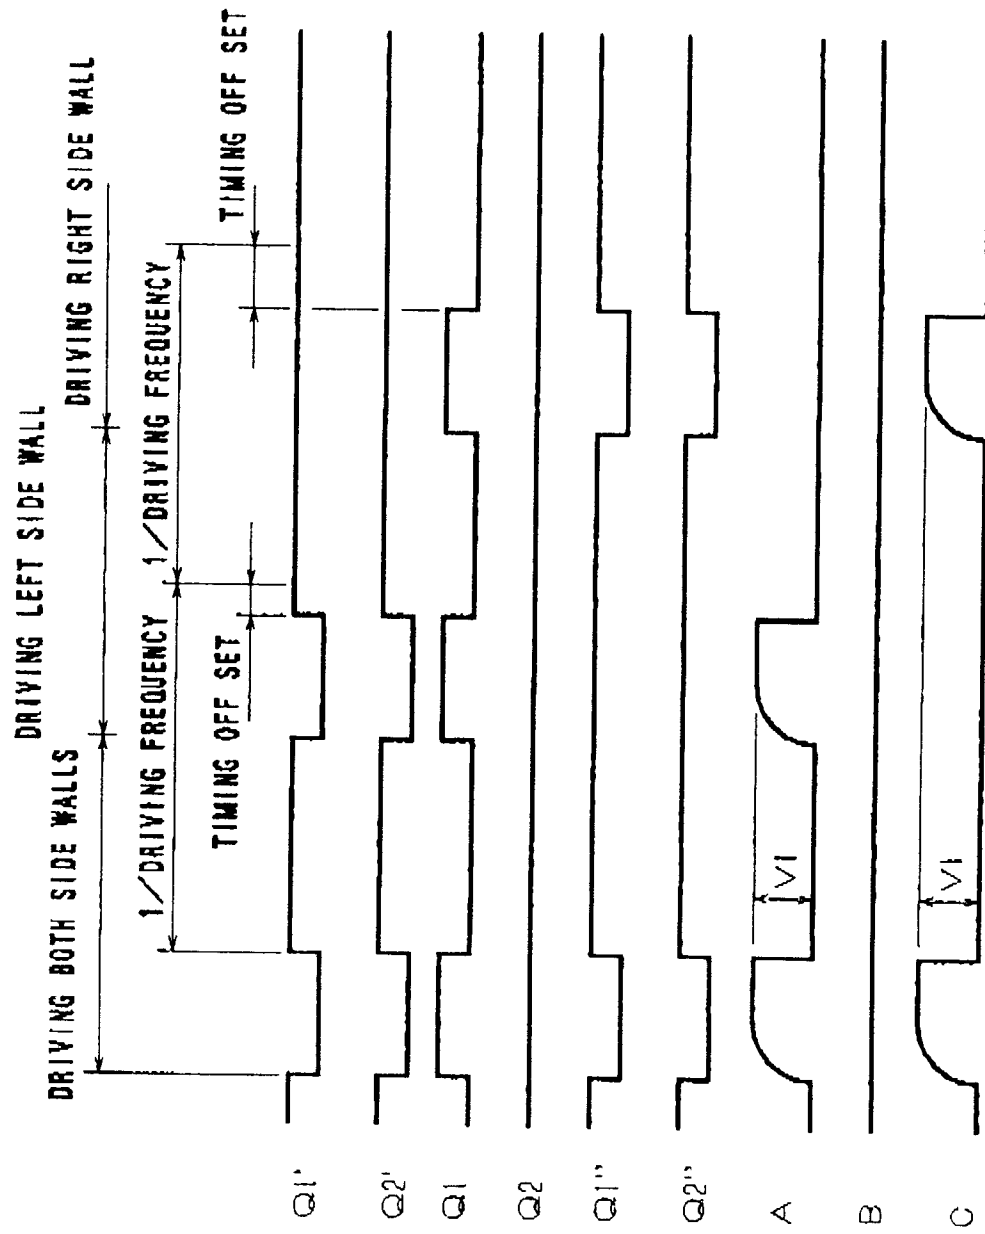 DRIVING BOTH SIDE WALLS
DRIVING LEFT SIDE WALL
DRIVING RIGHT SIDE WALL
1/DRIVING FREQUENCY
1/DRIVING FREQUENCY
TIMING OFF SET
TIMING OFF SET
Q1'
Q2'
Q1
Q2
Q1"
Q2"
A
V1
B
C
V1